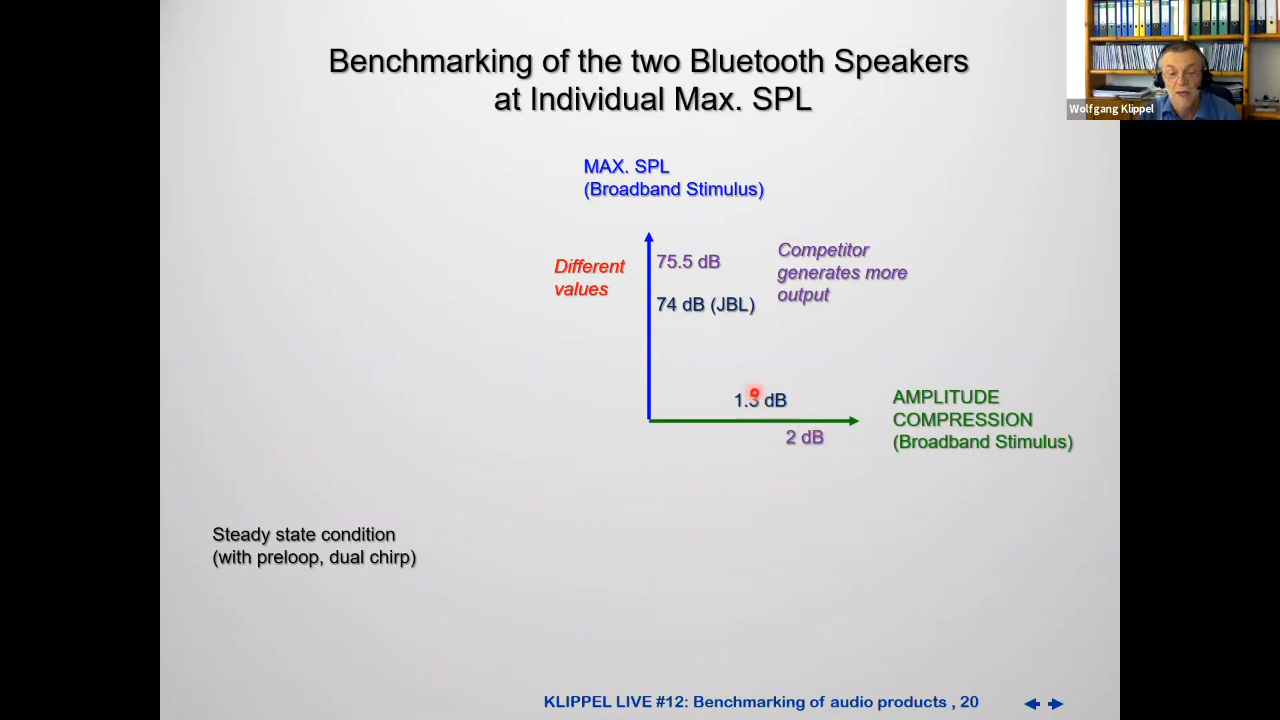 Benchmarking of the two Bluetooth Speakers
at Individual Max. SPL
Wolfgang Klippel
MAX. SPL
(Broadband Stimulus)
Different
values
75.5 dB
74 dB (JBL)
Competitor
generates more
output
1.3 dB
2 dB
AMPLITUDE
COMPRESSION
(Broadband Stimulus)
Steady state condition
(with preloop, dual chirp)
KLIPPEL LIVE #12: Benchmarking of audio products , 20